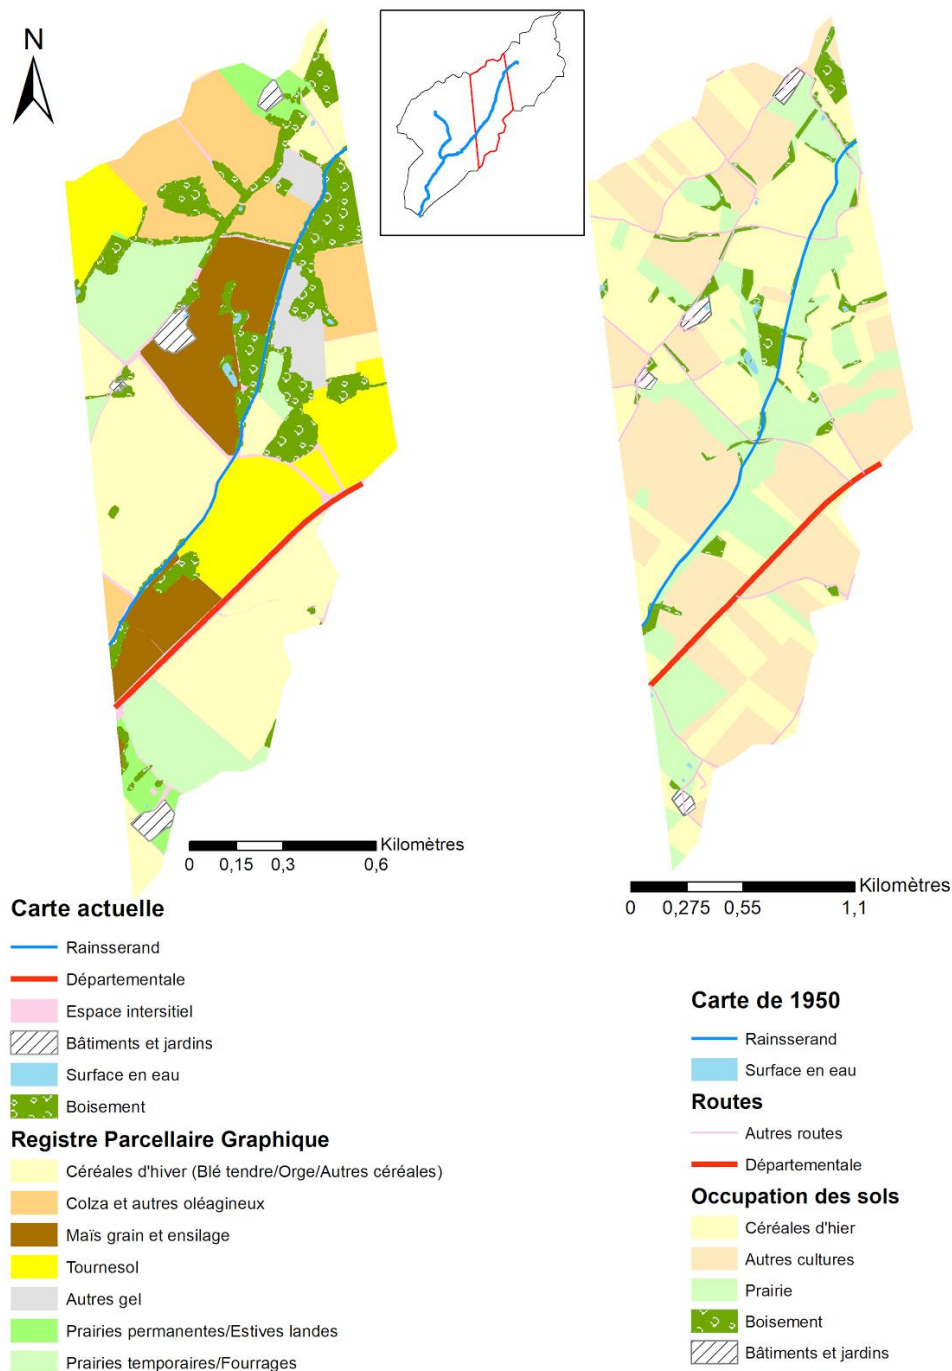 N
Kilomètres
0 0,15 0,3 0,6
Kilomètres
0 0,275 0,55 1,1
Carte actuelle
Rainsserand
Départementale
Espace intersitiel
Bâtiments et jardins
Surface en eau
Boisement
Registre Parcellaire Graphique
Céréales d'hiver (Blé tendre/Orge/Autres céréales)
Colza et autres oléagineux
Maïs grain et ensilage
Tournesol
Autres gel
Prairies permanentes/Estives landes
Prairies temporaires/Fourrages
Carte de 1950
Rainsserand
Surface en eau
Routes
Autres routes
Départementale
Occupation des sols
Céréales d'hier
Autres cultures
Prairie
Boisement
Bâtiments et jardins